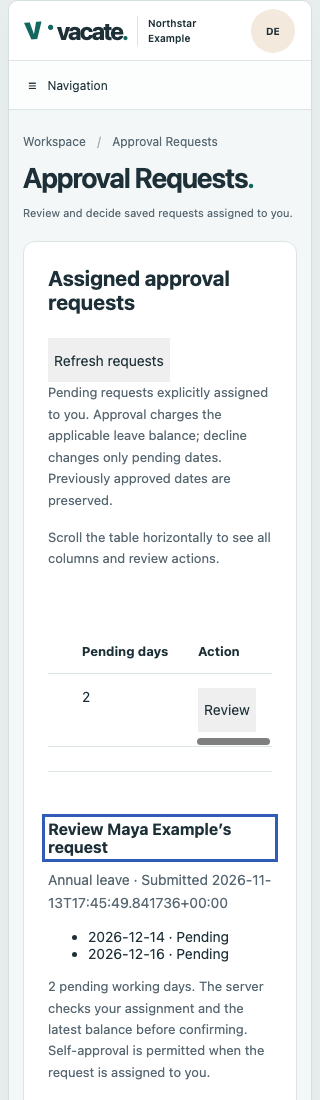 V vacate.
Northstar
Example
DE
≡ Navigation
Workspace / Approval Requests
Approval Requests.
Review and decide saved requests assigned to you.
Assigned approval
requests
Refresh requests
Pending requests explicitly assigned
to you. Approval charges the
applicable leave balance; decline
changes only pending dates.
Previously approved dates are
preserved.
Scroll the table horizontally to see all
columns and review actions.
Pending days Action
2 Review
Review Maya Example’s
request
Annual leave · Submitted 2026-11-
13T17:45:49.841736+00:00
• 2026-12-14 · Pending
• 2026-12-16 · Pending
2 pending working days. The server
checks your assignment and the
latest balance before confirming.
Self-approval is permitted when the
request is assigned to you.